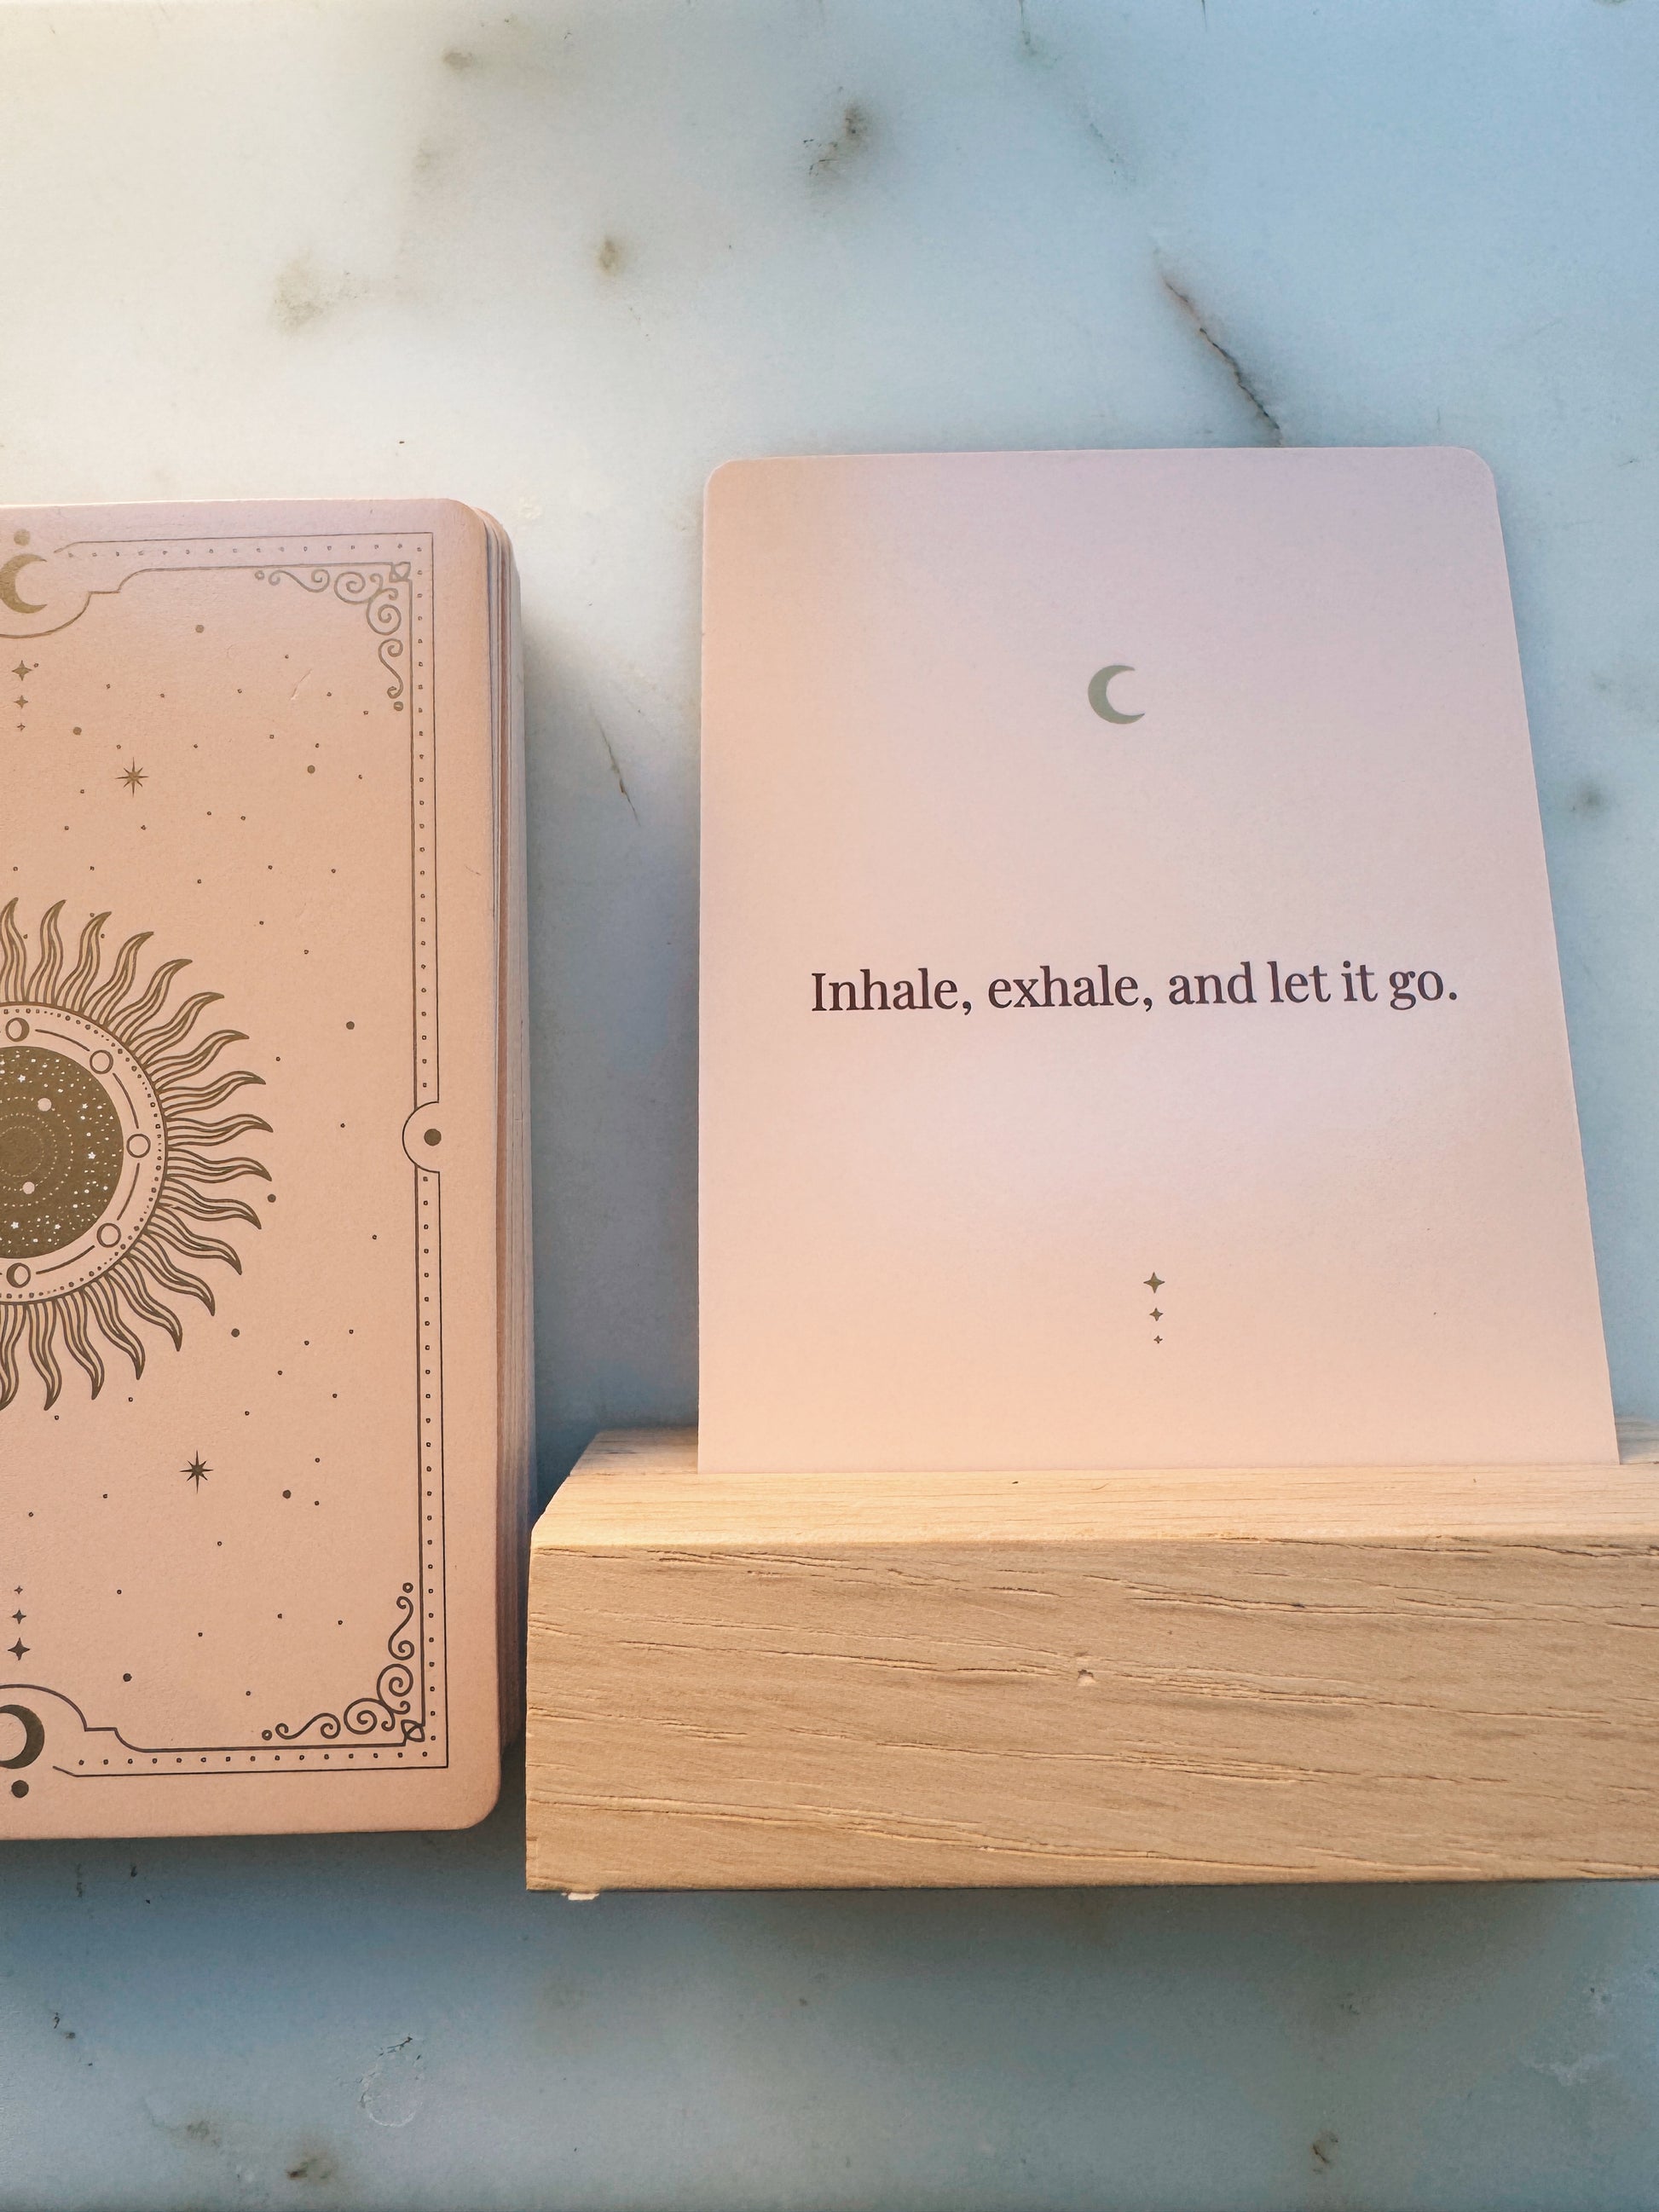 Inhale, exhale, and let it go.